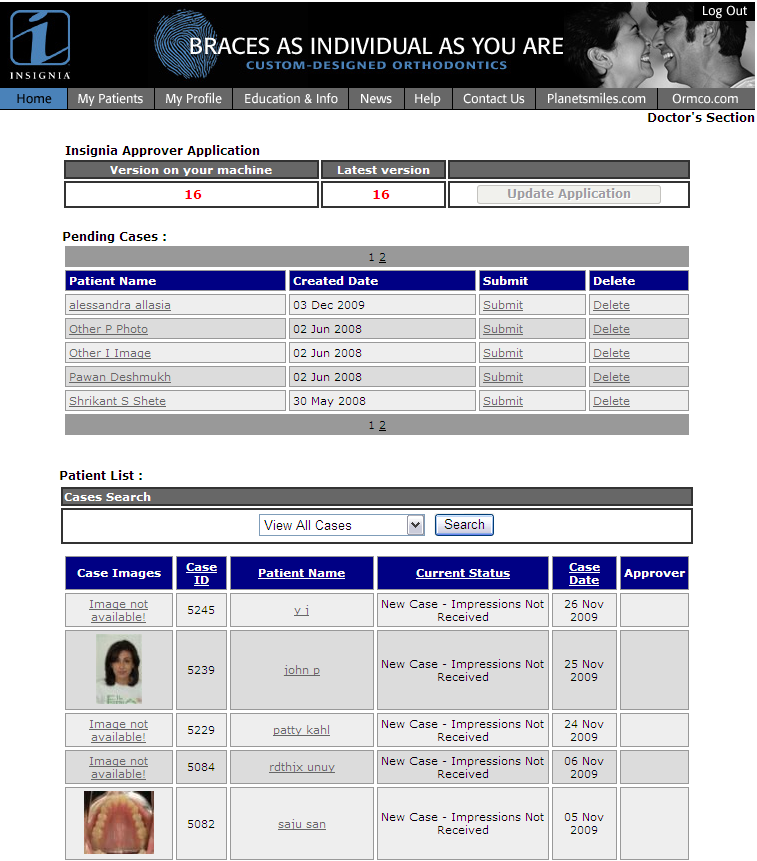 Log Out
INSIGNIA
BRACES AS INDIVIDUAL AS YOU ARE
CUSTOM-DESIGNED ORTHODONTICS
Home My Patients My Profile Education & Info News Help Contact Us Planetsmiles.com Ormco.com
Doctor's Section
Insignia Approver Application
Version on your machine Latest version
16 16 Update Application
Pending Cases :
1 2
Patient Name Created Date Submit Delete
alessandra allasia 03 Dec 2009 Submit Delete
Other P Photo 02 Jun 2008 Submit Delete
Other I Image 02 Jun 2008 Submit Delete
Pawan Deshmukh 02 Jun 2008 Submit Delete
Shrikant S Shete 30 May 2008 Submit Delete
1 2
Patient List :
Cases Search
View All Cases Search
Case Images Case ID Patient Name Current Status Case Date Approver
Image not available! 5245 y j New Case - Impressions Not Received 26 Nov 2009
5239 john p New Case - Impressions Not Received 25 Nov 2009
Image not available! 5229 patty kahl New Case - Impressions Not Received 24 Nov 2009
Image not available! 5084 rdthjx unuy New Case - Impressions Not Received 06 Nov 2009
5082 saju san New Case - Impressions Not Received 05 Nov 2009